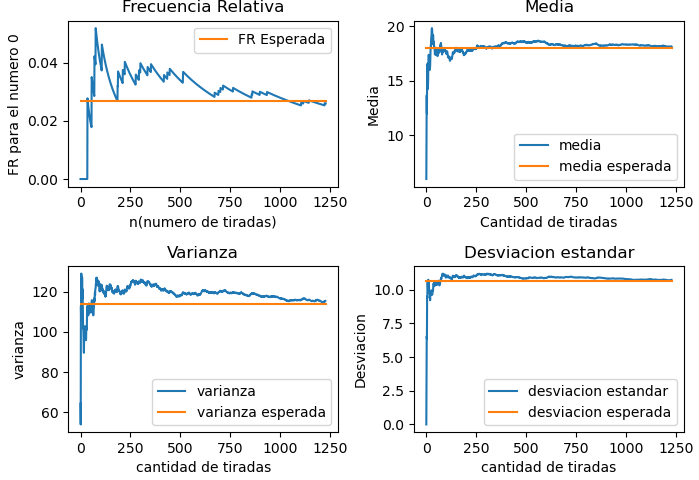 Frecuencia Relativa
FR para el numero 0
0.04
0.02
0.00
FR Esperada
0 250 500 750 1000 1250
n(numero de tiradas)
Media
Media
20
15
10
media
media esperada
0 250 500 750 1000 1250
Cantidad de tiradas
Varianza
varianza
120
100
80
60
varianza
varianza esperada
0 250 500 750 1000 1250
cantidad de tiradas
Desviacion estandar
Desviacion
10.0
7.5
5.0
2.5
0.0
desviacion estandar
desviacion esperada
0 250 500 750 1000 1250
cantidad de tiradas